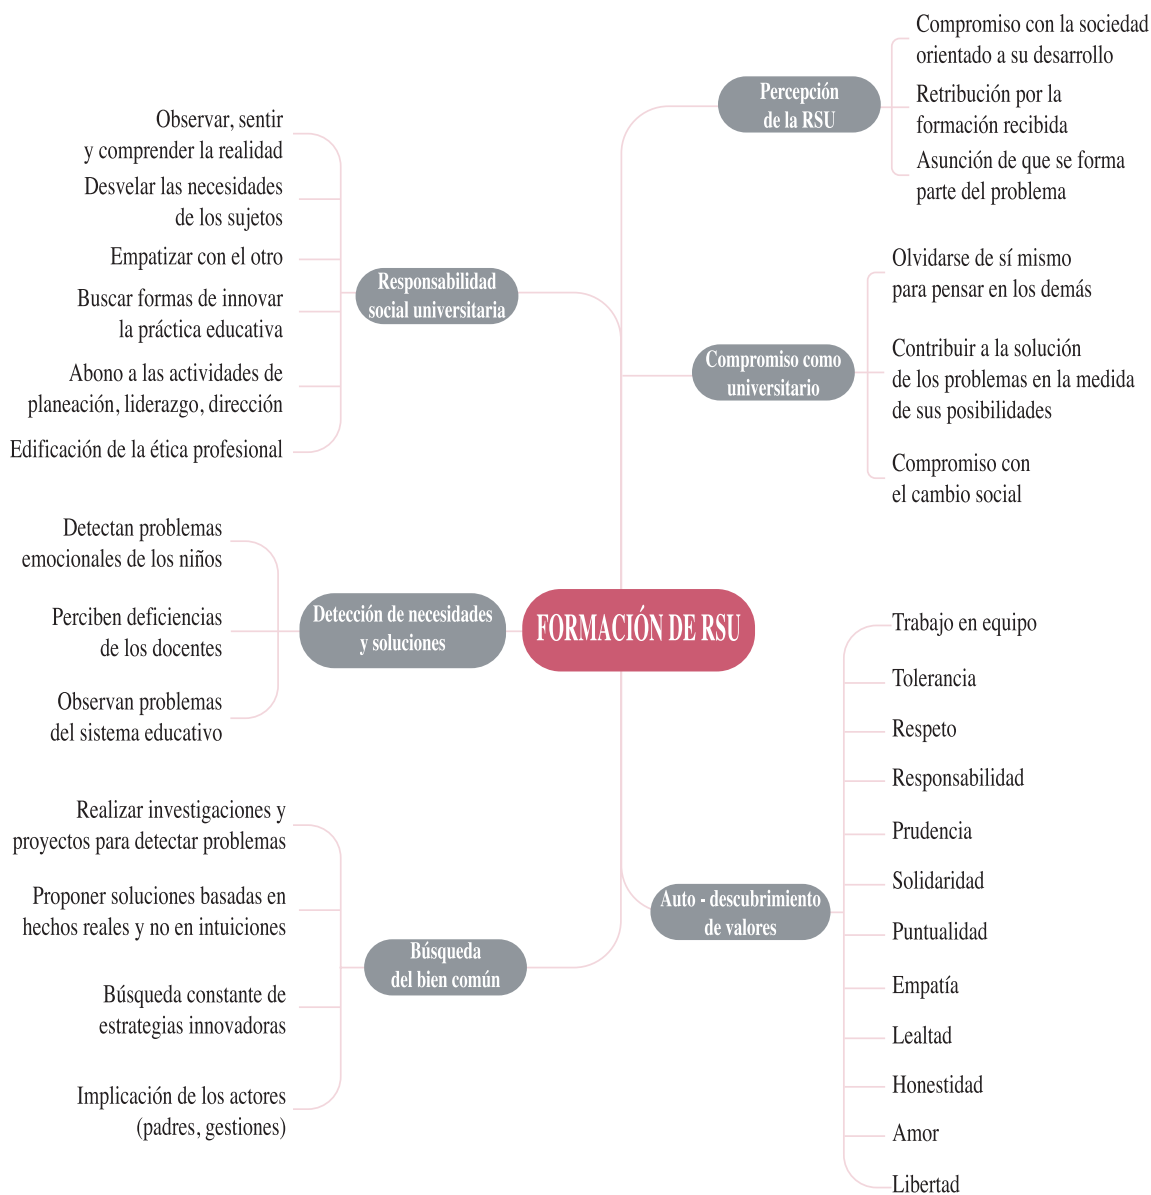 FORMACIÓN DE RSU
Percepción
de la RSU
Compromiso con la sociedad
orientado a su desarrollo
Retribución por la
formación recibida
Asunción de que se forma
parte del problema
Compromiso como
universitario
Olvidarse de sí mismo
para pensar en los demás
Contribuir a la solución
de los problemas en la medida
de sus posibilidades
Compromiso con
el cambio social
Auto - descubrimiento
de valores
Trabajo en equipo
Tolerancia
Respeto
Responsabilidad
Prudencia
Solidaridad
Puntualidad
Empatía
Lealtad
Honestidad
Amor
Libertad
Responsabilidad
social universitaria
Observar, sentir
y comprender la realidad
Desvelar las necesidades
de los sujetos
Empatizar con el otro
Buscar formas de innovar
la práctica educativa
Abono a las actividades de
planeación, liderazgo, dirección
Edificación de la ética profesional
Detección de necesidades
y soluciones
Detectan problemas
emocionales de los niños
Perciben deficiencias
de los docentes
Observan problemas
del sistema educativo
Búsqueda
del bien común
Realizar investigaciones y
proyectos para detectar problemas
Proponer soluciones basadas en
hechos reales y no en intuiciones
Búsqueda constante de
estrategias innovadoras
Implicación de los actores
(padres, gestiones)